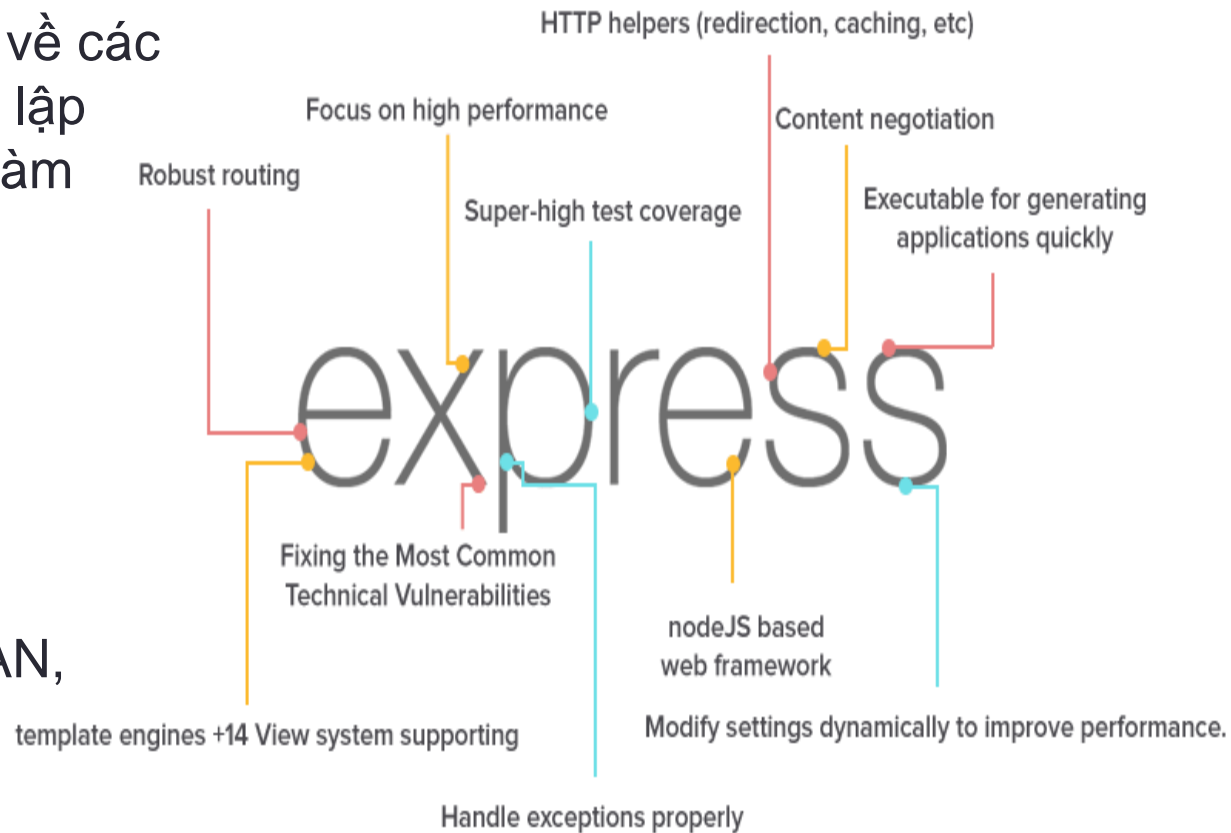 về các
lập
àm
AN,
HTTP helpers (redirection, caching, etc)
Focus on high performance
Content negotiation
Robust routing
Super-high test coverage
Executable for generating
applications quickly
express
Fixing the Most Common
Technical Vulnerabilities
nodeJS based
web framework
template engines +14 View system supporting
Modify settings dynamically to improve performance.
Handle exceptions properly